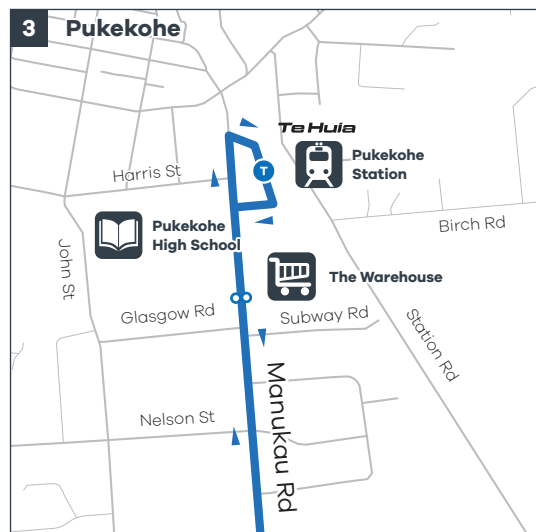 3 Pukekohe
Te Huia
Pukekohe
Station
Harris St
T
Birch Rd
Pukekohe
High School
John St
The Warehouse
Glasgow Rd
Subway Rd
Station Rd
Manukau Rd
Nelson St